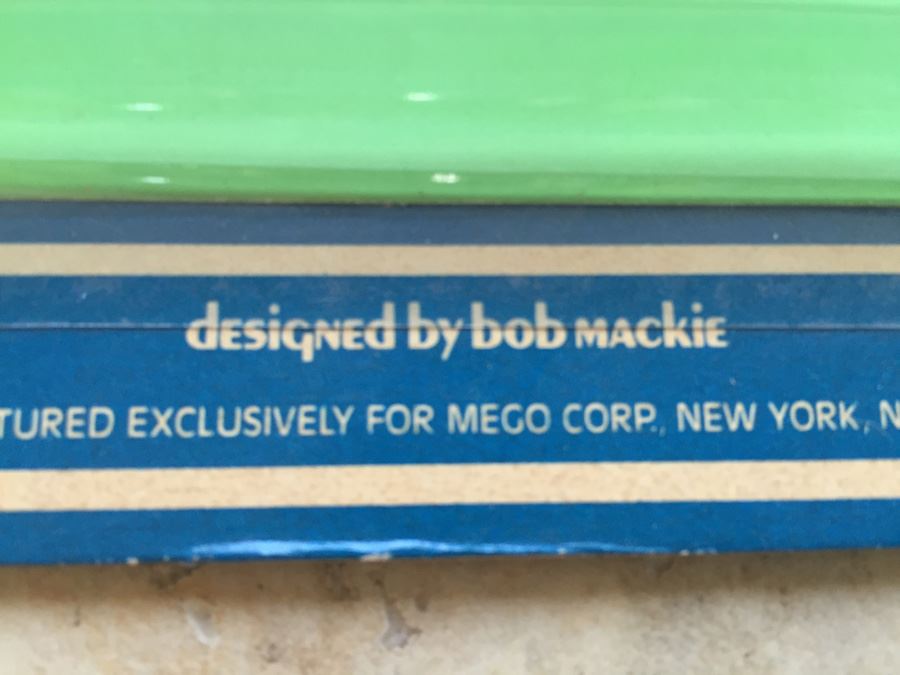 designed by bob mackie
TURED EXCLUSIVELY FOR MEGO CORP., NEW YORK, N